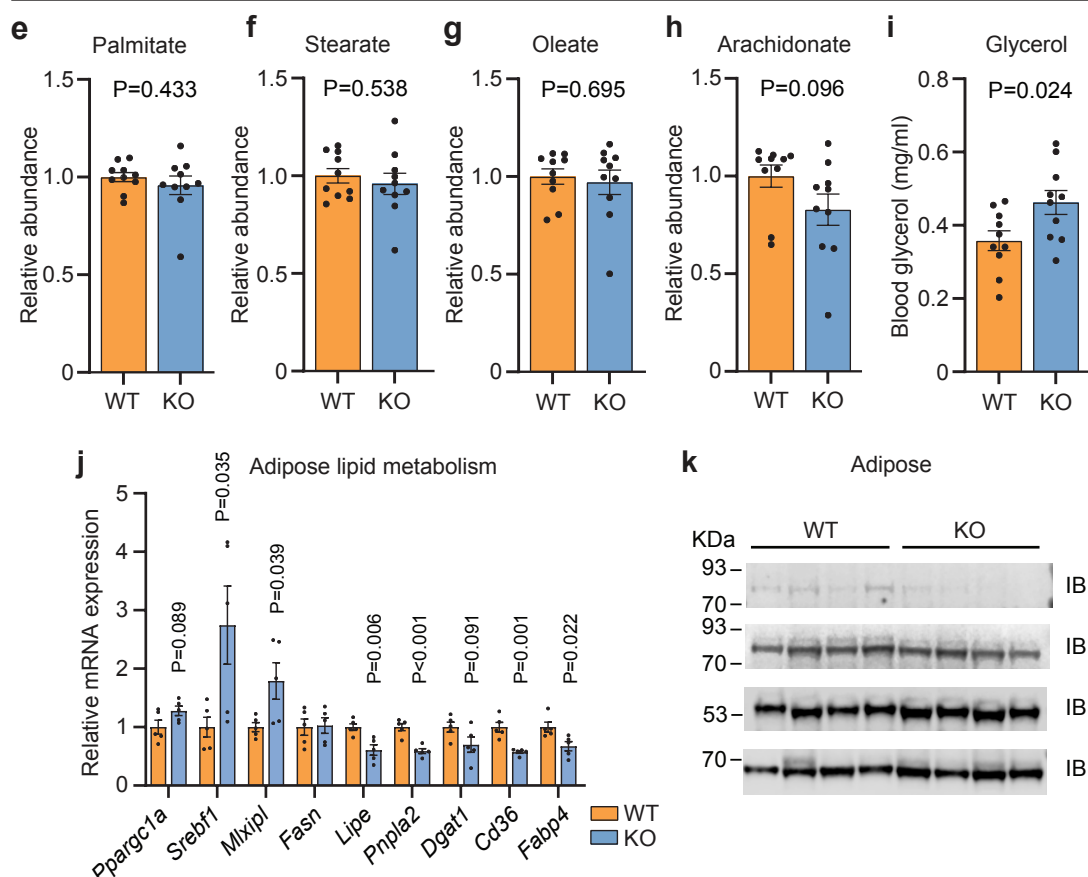 e
Palmitate
1.5
1.0
0.5
0
Relative abundance
P=0.433
WT
KO
f
Stearate
1.5
1.0
0.5
0
Relative abundance
P=0.538
WT
KO
g
Oleate
1.5
1.0
0.5
0
Relative abundance
P=0.695
WT
KO
h
Arachidonate
1.5
1.0
0.5
0
Relative abundance
P=0.096
WT
KO
i
Glycerol
0.8
0.6
0.4
0.2
0
Blood glycerol (mg/ml)
P=0.024
WT
KO
j
Adipose lipid metabolism
5
4
3
2
1
0
Relative mRNA expression
P=0.089
P=0.035
P=0.039
P=0.006
P<0.001
P=0.091
P=0.001
P=0.022
Ppargc1a
Srebf1
Mlxipl
Fasn
Lipe
Pnpla2
Dgat1
Cd36
Fabp4
WT
KO
k
Adipose
KDa
WT
KO
93
70
IB
93
70
IB
53
IB
70
IB